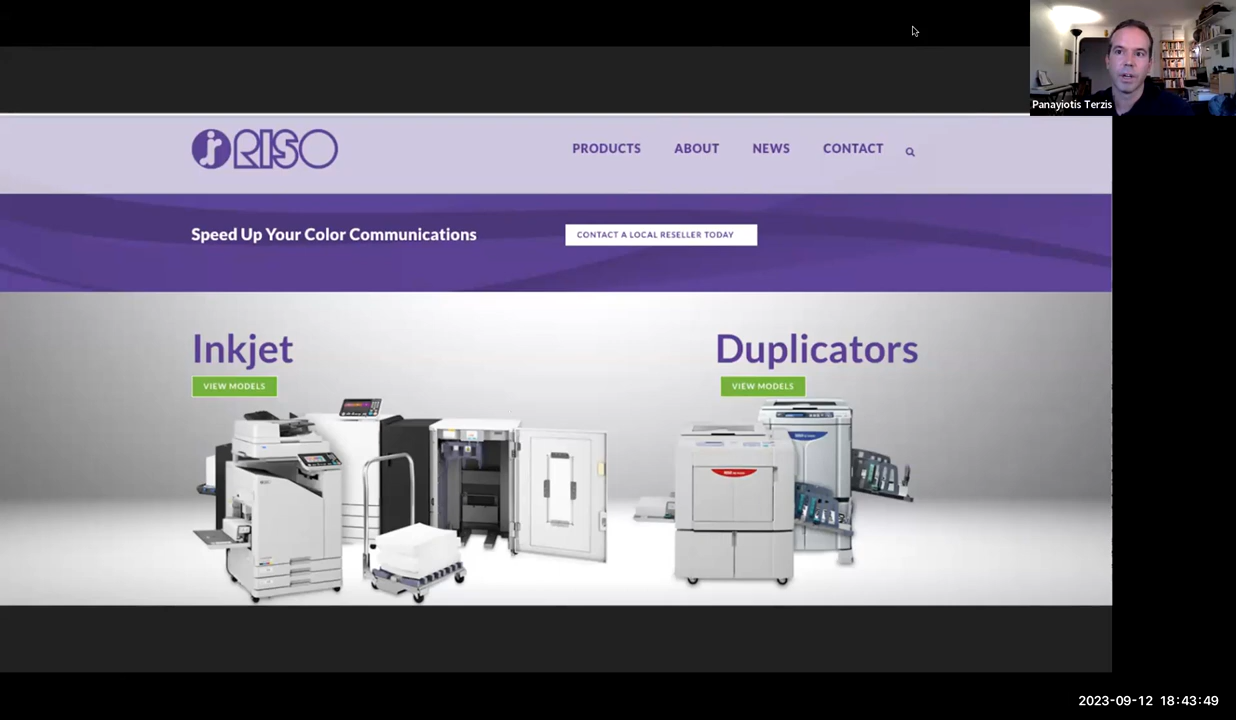 Panayiotis Terzis
RISO
PRODUCTS ABOUT NEWS CONTACT
Speed Up Your Color Communications
CONTACT A LOCAL RESELLER TODAY
Inkjet
VIEW MODELS
Duplicators
VIEW MODELS
2023-09-12 18:43:49